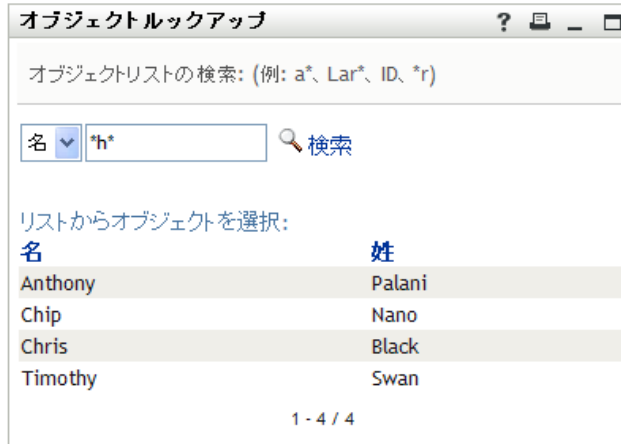 オブジェクトルックアップ ?
オブジェクトリストの検索: (例: a*、Lar*、ID、*r)
名 *h* 検索
リストからオブジェクトを選択:
名 姓
Anthony Palani
Chip Nano
Chris Black
Timothy Swan
1 - 4 / 4